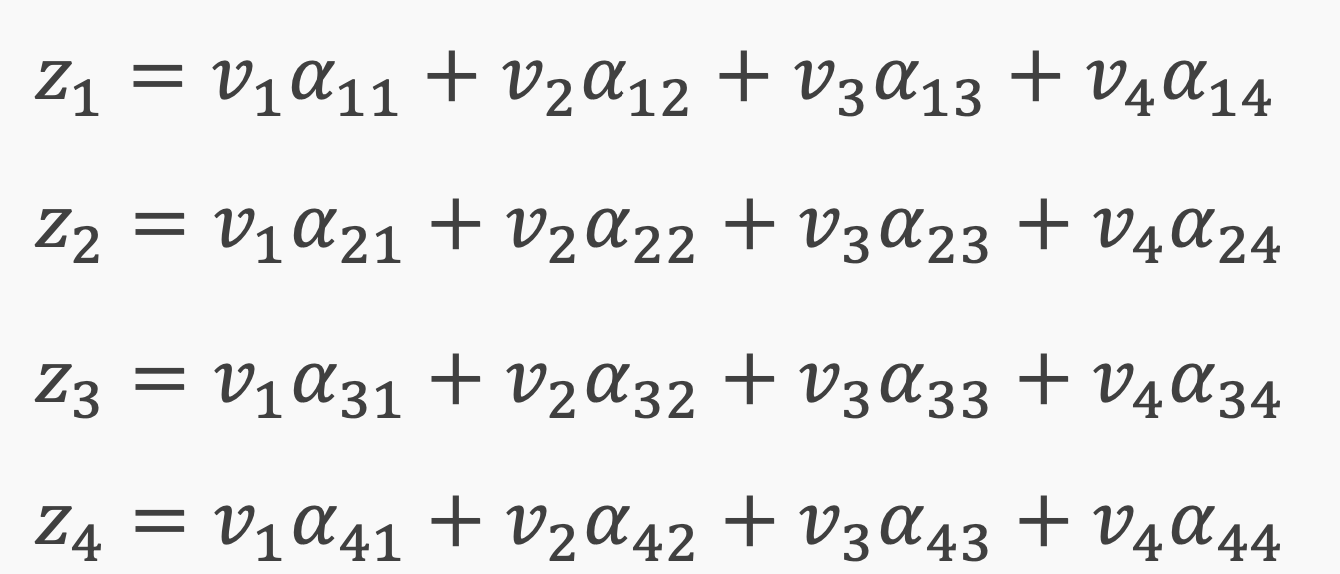 z₁ = v₁α₁₁ + v₂α₁₂ + v₃α₁₃ + v₄α₁₄
z₂ = v₁α₂₁ + v₂α₂₂ + v₃α₂₃ + v₄α₂₄
z₃ = v₁α₃₁ + v₂α₃₂ + v₃α₃₃ + v₄α₃₄
z₄ = v₁α₄₁ + v₂α₄₂ + v₃α₄₃ + v₄α₄₄